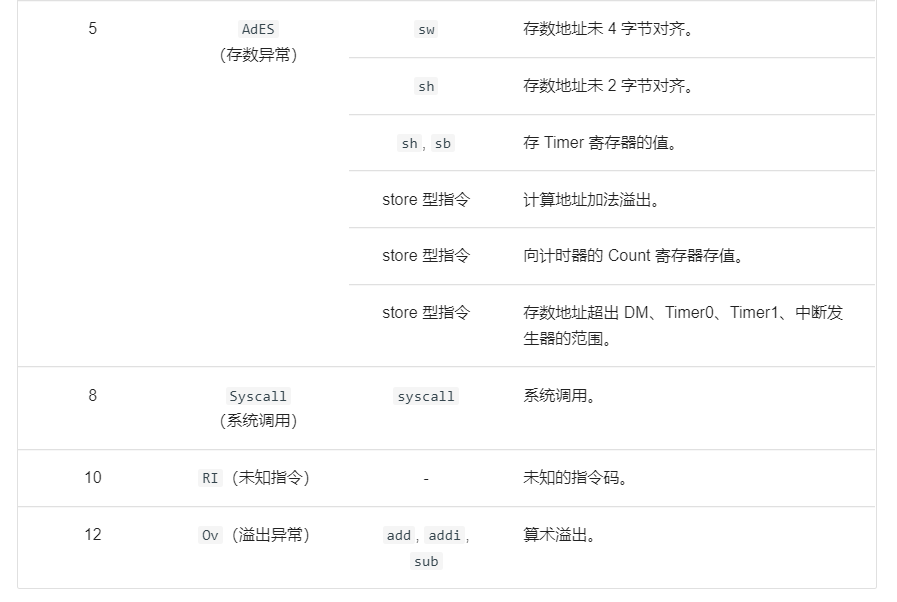 5 AdES sw 存数地址未 4 字节对齐。
(存数异常)
sh 存数地址未 2 字节对齐。
sh, sb 存 Timer 寄存器的值。
store 型指令 计算地址加法溢出。
store 型指令 向计时器的 Count 寄存器存值。
store 型指令 存数地址超出 DM、Timer0、Timer1、中断发
生器的范围。
8 Syscall syscall 系统调用。
(系统调用)
10 RI（未知指令） - 未知的指令码。
12 Ov（溢出异常） add, addi, 算术溢出。
sub